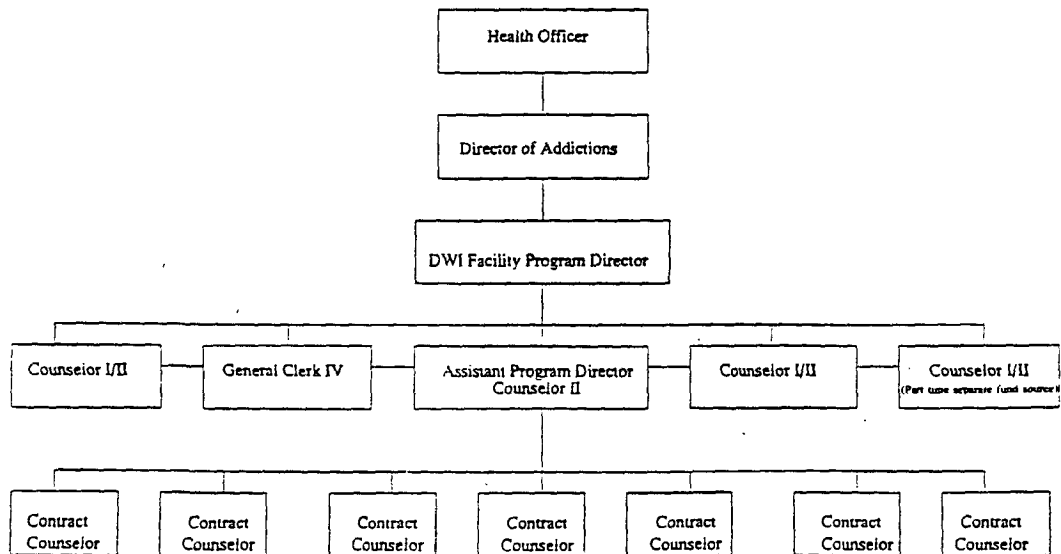 Health Officer
Director of Addictions
DWI Facility Program Director
Counselor I/II
General Clerk IV
Assistant Program Director
Counselor II
Counselor I/II
Counselor I/II
(Part time separate fund source)
Contract
Counselor
Contract
Counselor
Contract
Counselor
Contract
Counselor
Contract
Counselor
Contract
Counselor
Contract
Counselor